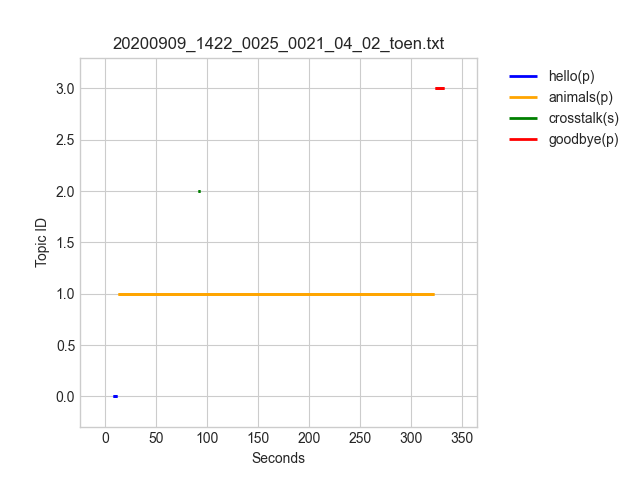 20200909_1422_0025_0021_04_02_toen.txt
hello(p)
animals(p)
crosstalk(s)
goodbye(p)
Topic ID
3.0
2.5
2.0
1.5
1.0
0.5
0.0
0 50 100 150 200 250 300 350
Seconds